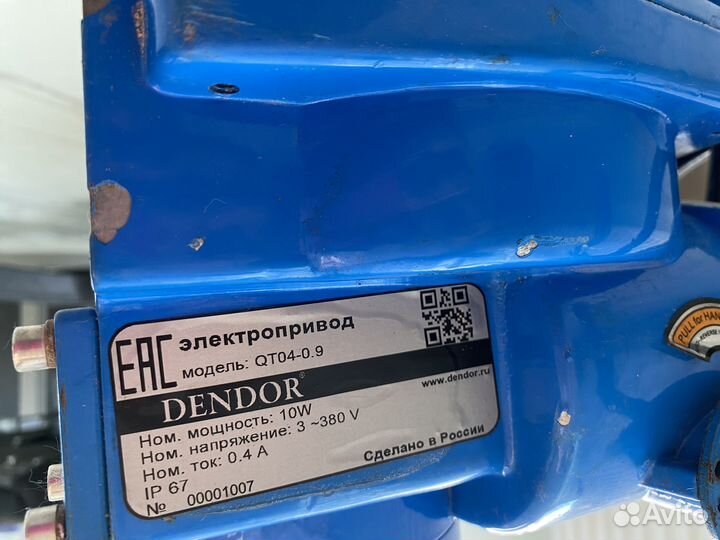 EAC
электропривод
модель: QT04-0.9
DENDOR®
www.dendor.ru
Ном. мощность: 10W
Ном. напряжение: 3 ~380 V
Ном. ток: 0.4 А
IP 67
№ 00001007
Сделано в России
PULL for HAN
Avito